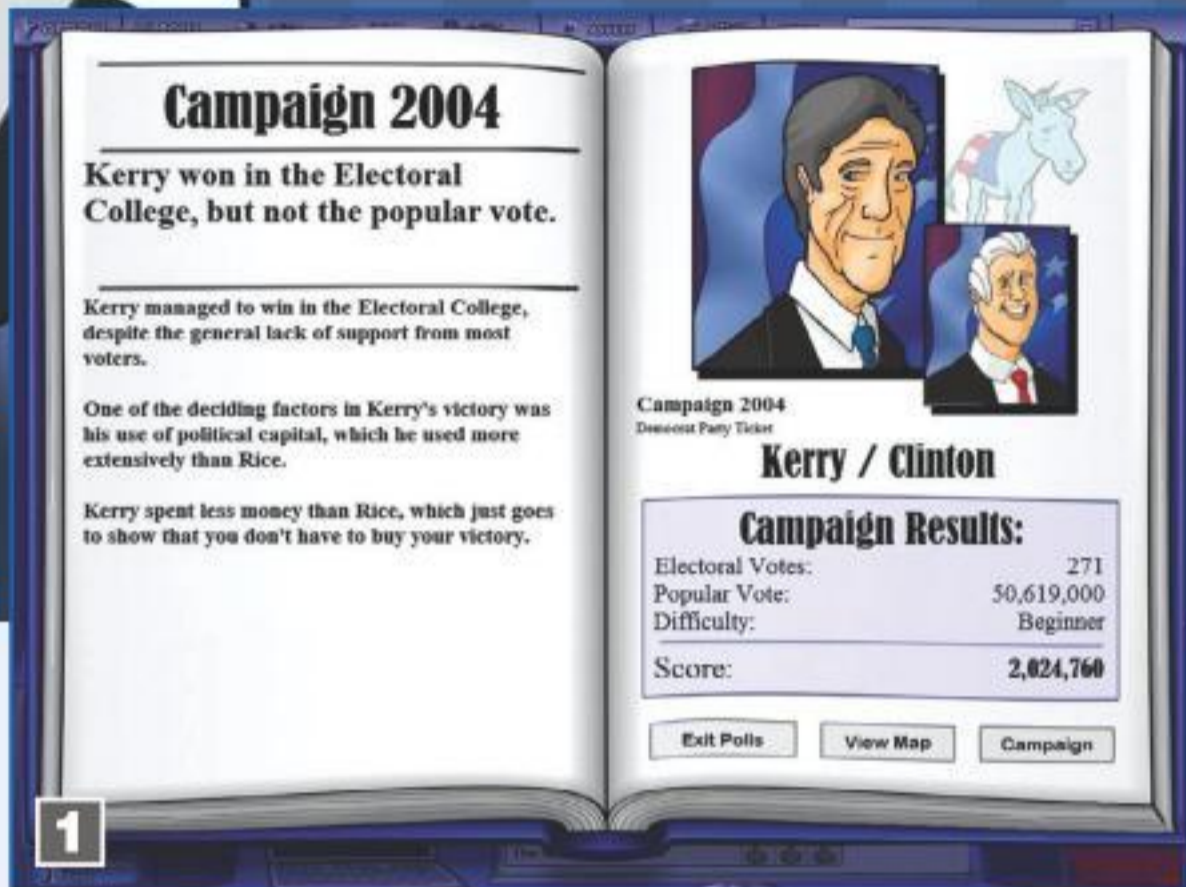 Campaign 2004
Kerry won in the Electoral
College, but not the popular vote.
Kerry managed to win in the Electoral College,
despite the general lack of support from most
voters.
One of the deciding factors in Kerry's victory was
his use of political capital, which he used more
extensively than Rice.
Kerry spent less money than Rice, which just goes
to show that you don't have to buy your victory.
Campaign 2004
Democrat Party Ticket
Kerry / Clinton
Campaign Results:
Electoral Votes: 271
Popular Vote: 50,619,000
Difficulty: Beginner
Score: 2,024,760
Exit Polls
View Map
Campaign
1